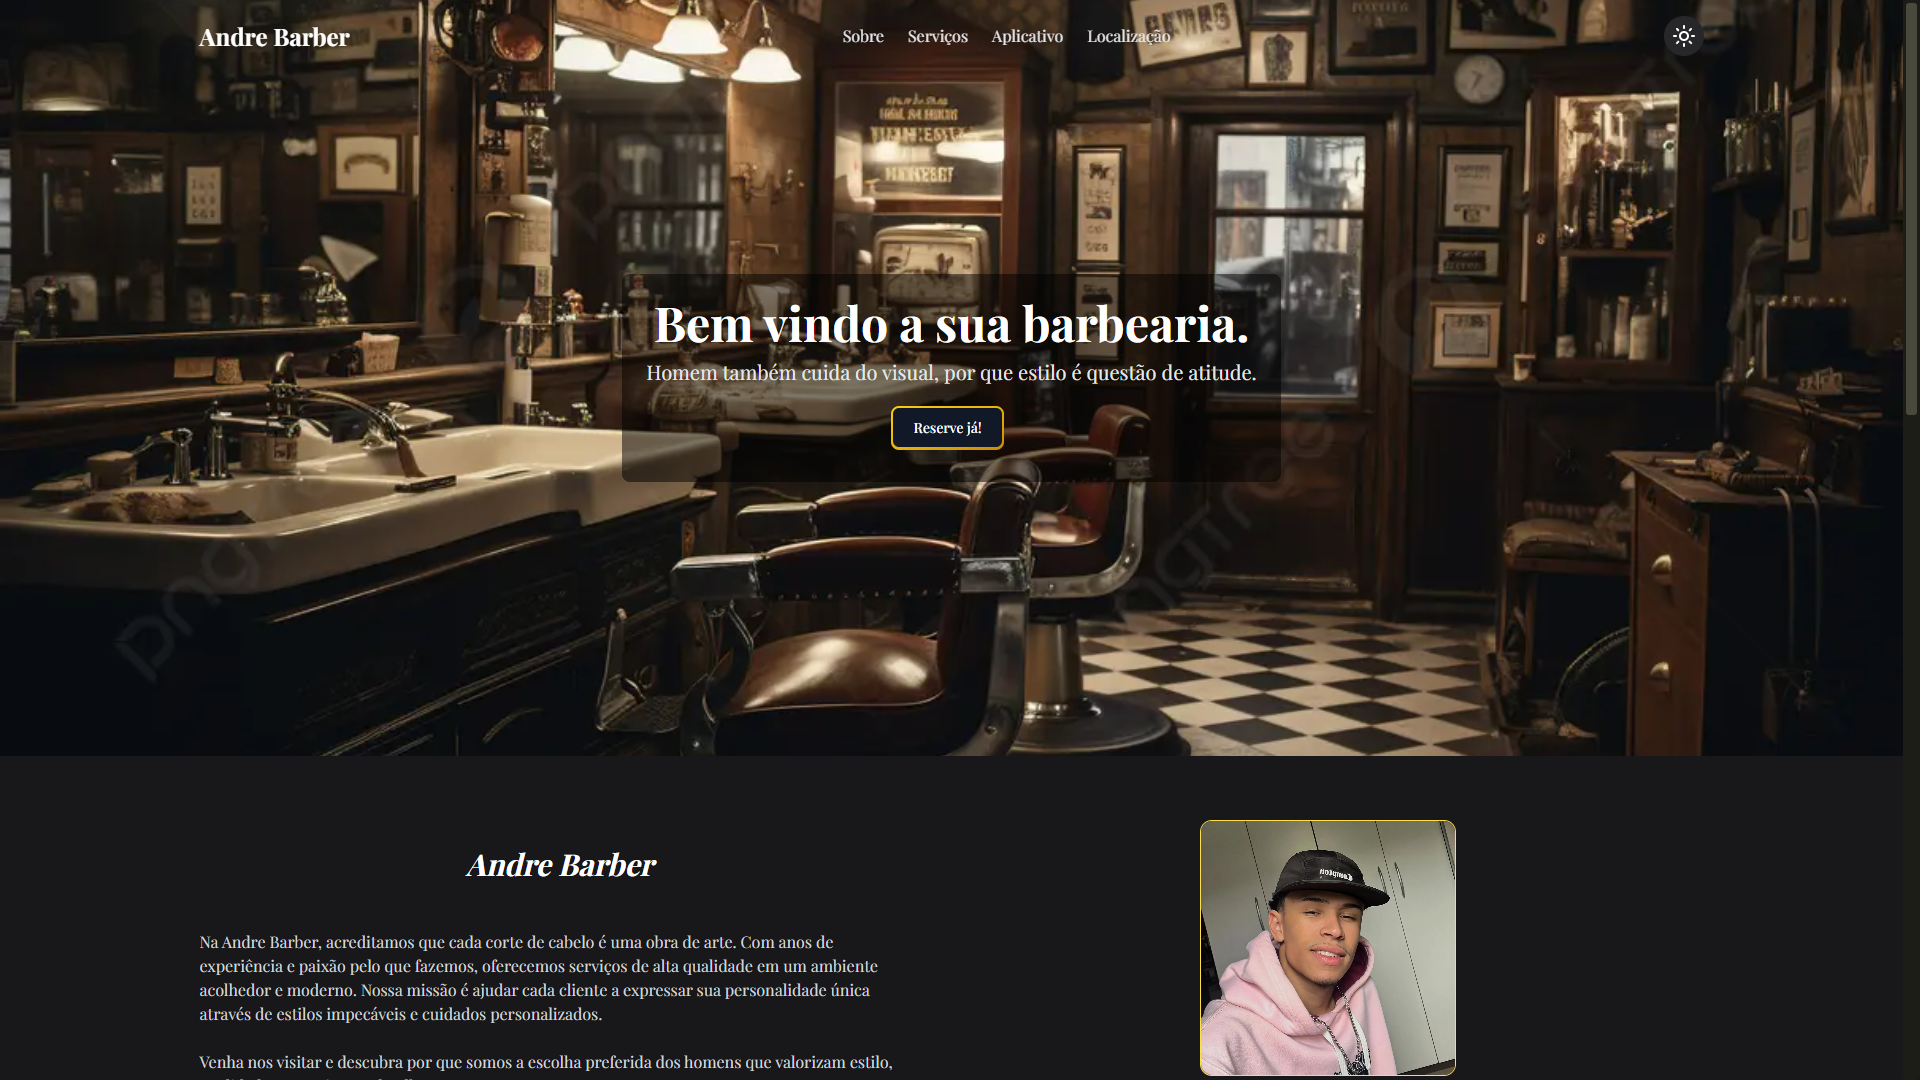 Andre Barber
Sobre Serviços Aplicativo Localização
Bem vindo a sua barbearia.
Homem também cuida do visual, por que estilo é questão de atitude.
Reserve já!
pngtree
pngtree
Andre Barber
Na Andre Barber, acreditamos que cada corte de cabelo é uma obra de arte. Com anos de
experiência e paixão pelo que fazemos, oferecemos serviços de alta qualidade em um ambiente
acolhedor e moderno. Nossa missão é ajudar cada cliente a expressar sua personalidade única
através de estilos impecáveis e cuidados personalizados.
Venha nos visitar e descubra por que somos a escolha preferida dos homens que valorizam estilo,